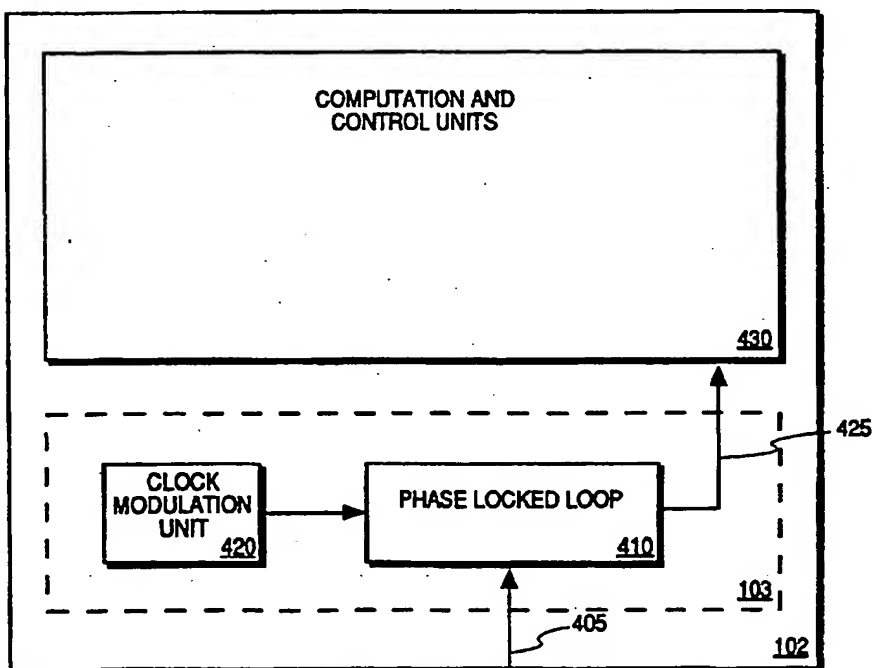 COMPUTATION AND
CONTROL UNITS
430
425
CLOCK
MODULATION
UNIT
420
PHASE LOCKED LOOP
410
103
405
102